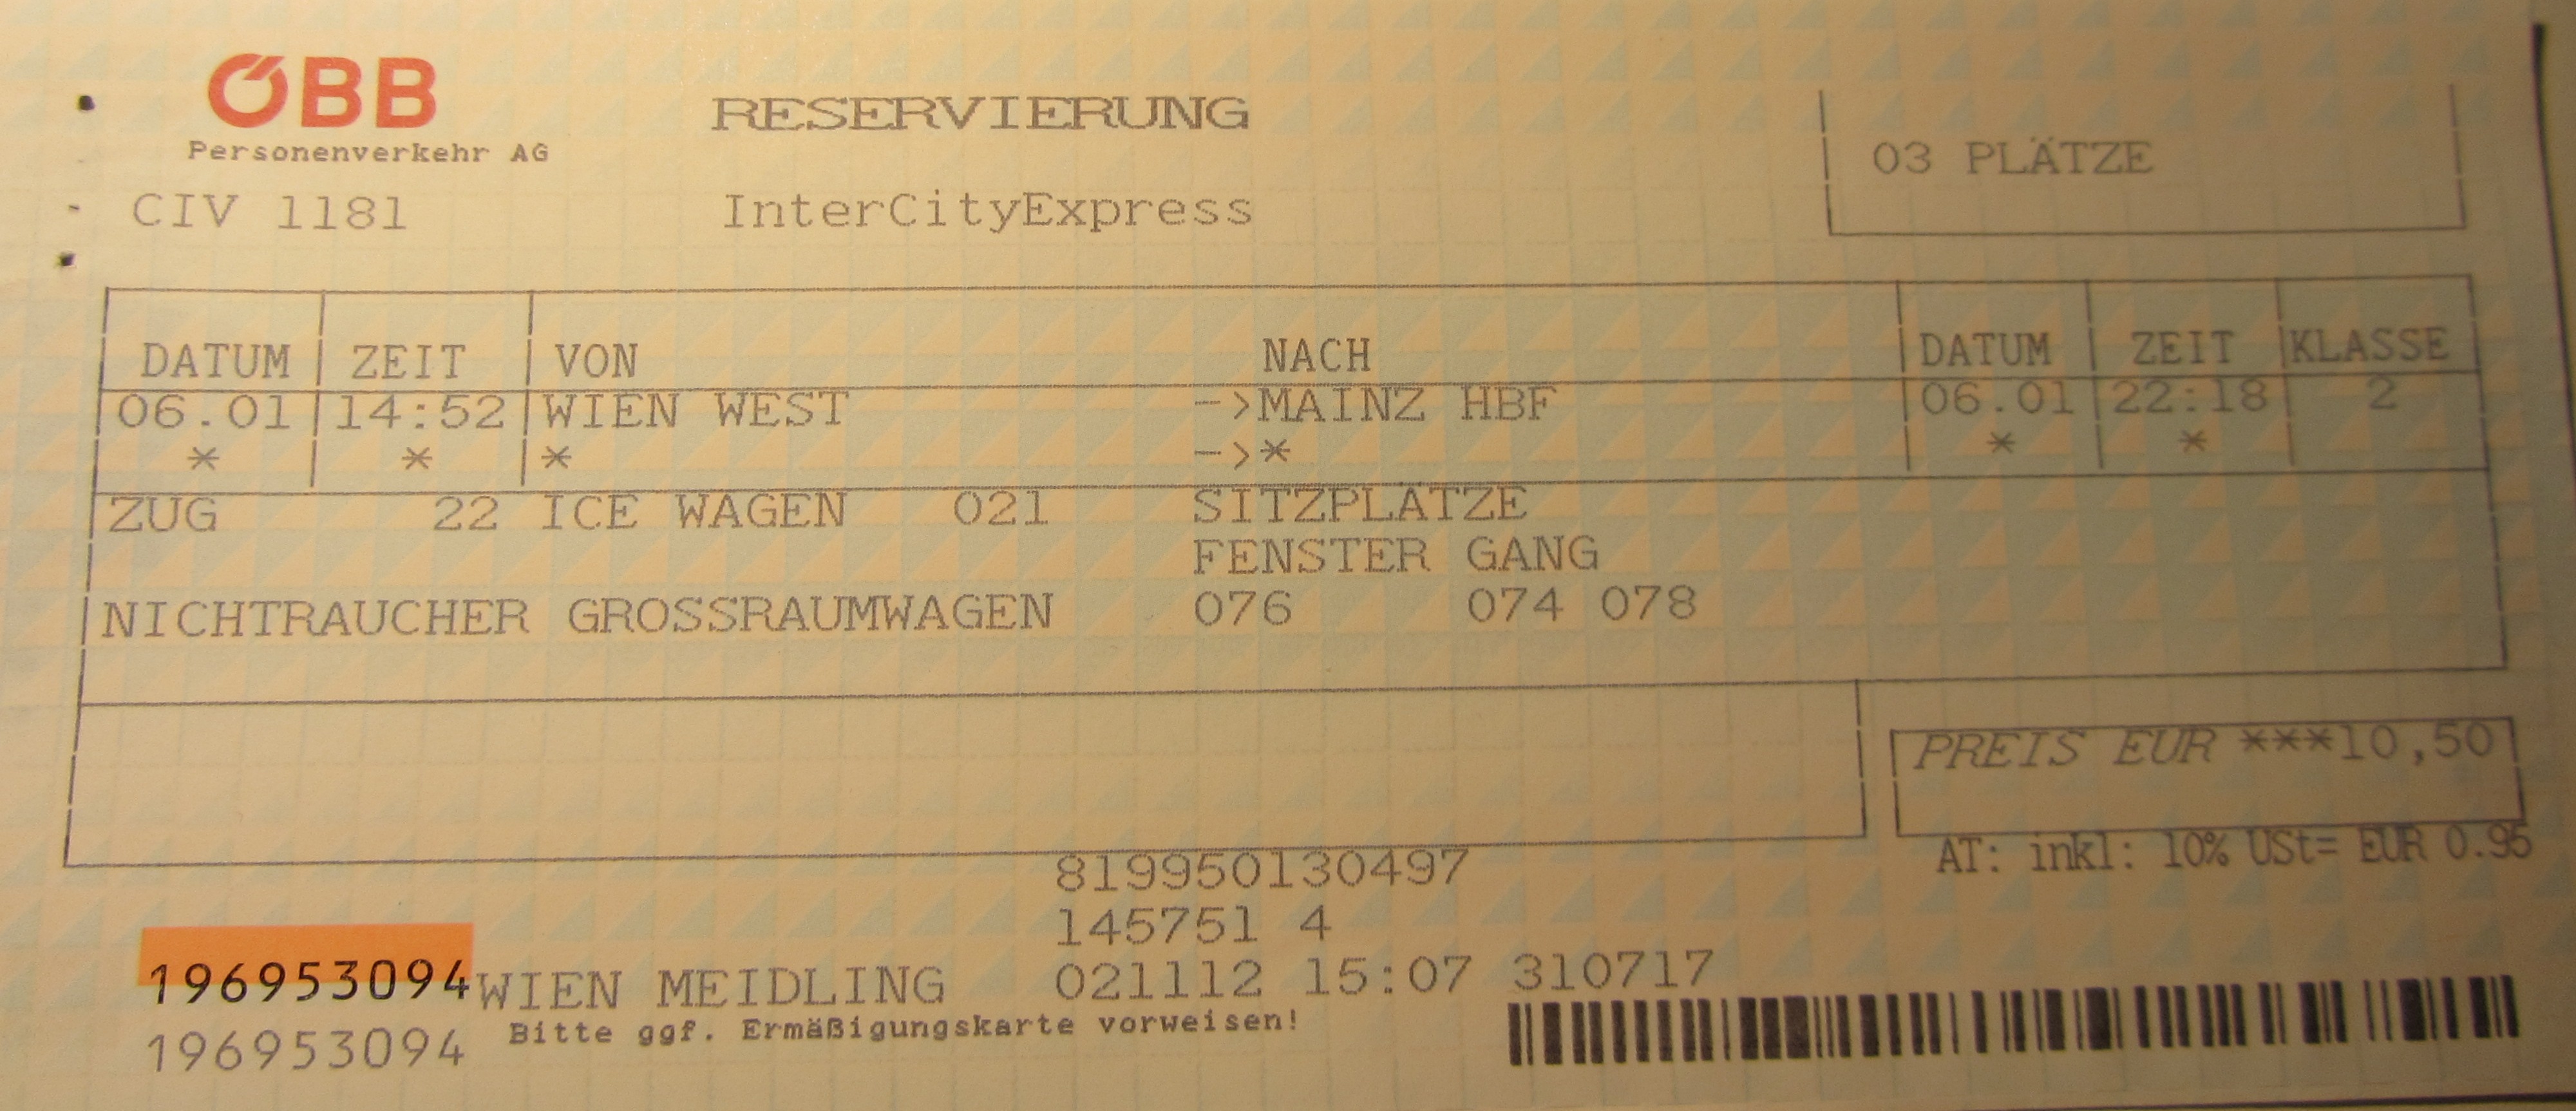 ÖBB
RESERVIERUNG
Personenverkehr AG
03 PLÄTZE
CIV 1181 InterCityExpress
DATUM ZEIT VON NACH DATUM ZEIT KLASSE
06.01 14:52 WIEN WEST ->MAINZ HBF 06.01 22:18 2
* * * ->* * *
ZUG 22 ICE WAGEN 021 SITZPLÄTZE
FENSTER GANG
NICHTRAUCHER GROSSRAUMWAGEN 076 074 078
PREIS EUR ***10,50
AT: inkl: 10% USt= EUR 0.95
819950130497
145751 4
196953094 WIEN MEIDLING 021112 15:07 310717
Bitte ggf. Ermäßigungskarte vorweisen!
196953094